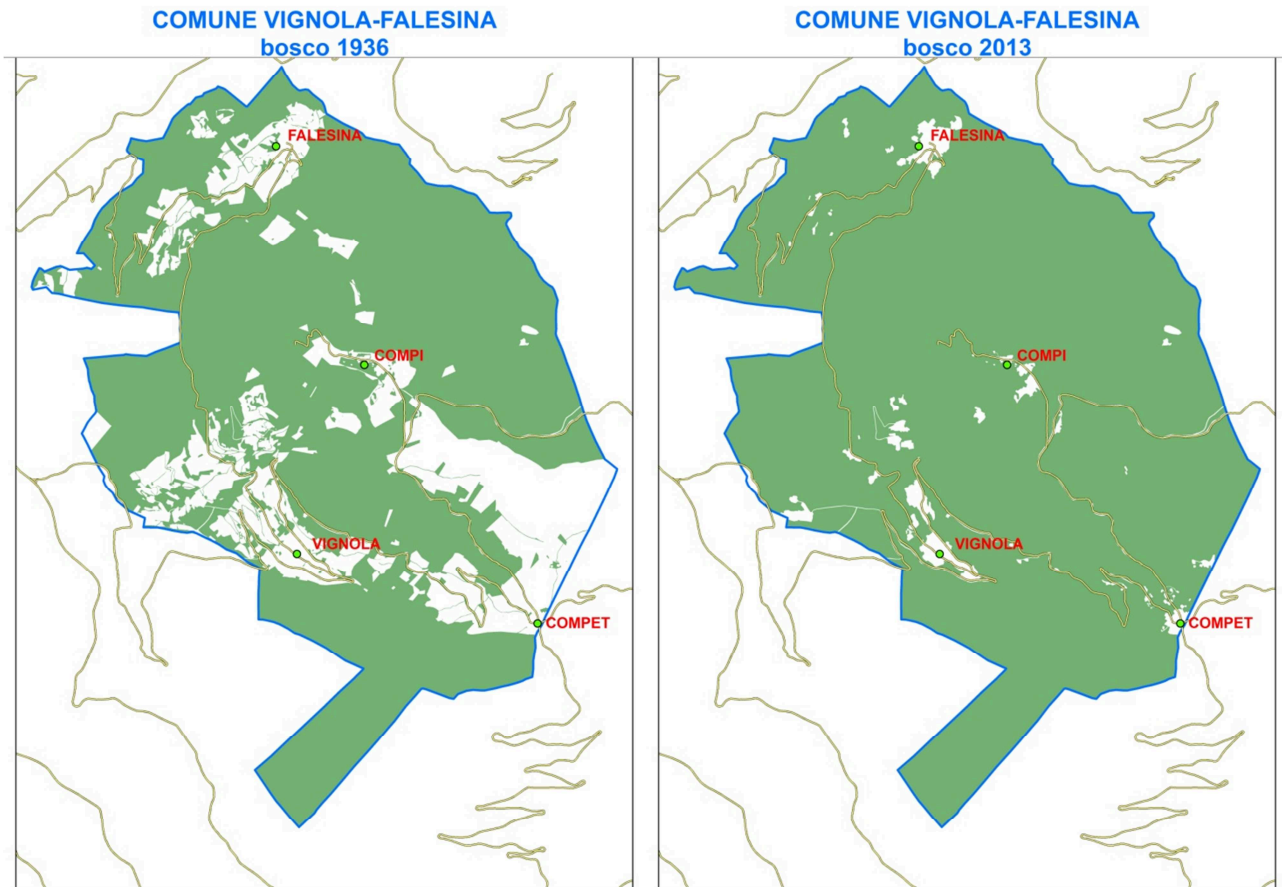 COMUNE VIGNOLA-FALESINA
bosco 1936
FALESINA
COMPI
VIGNOLA
COMPET
COMUNE VIGNOLA-FALESINA
bosco 2013
FALESINA
COMPI
VIGNOLA
COMPET